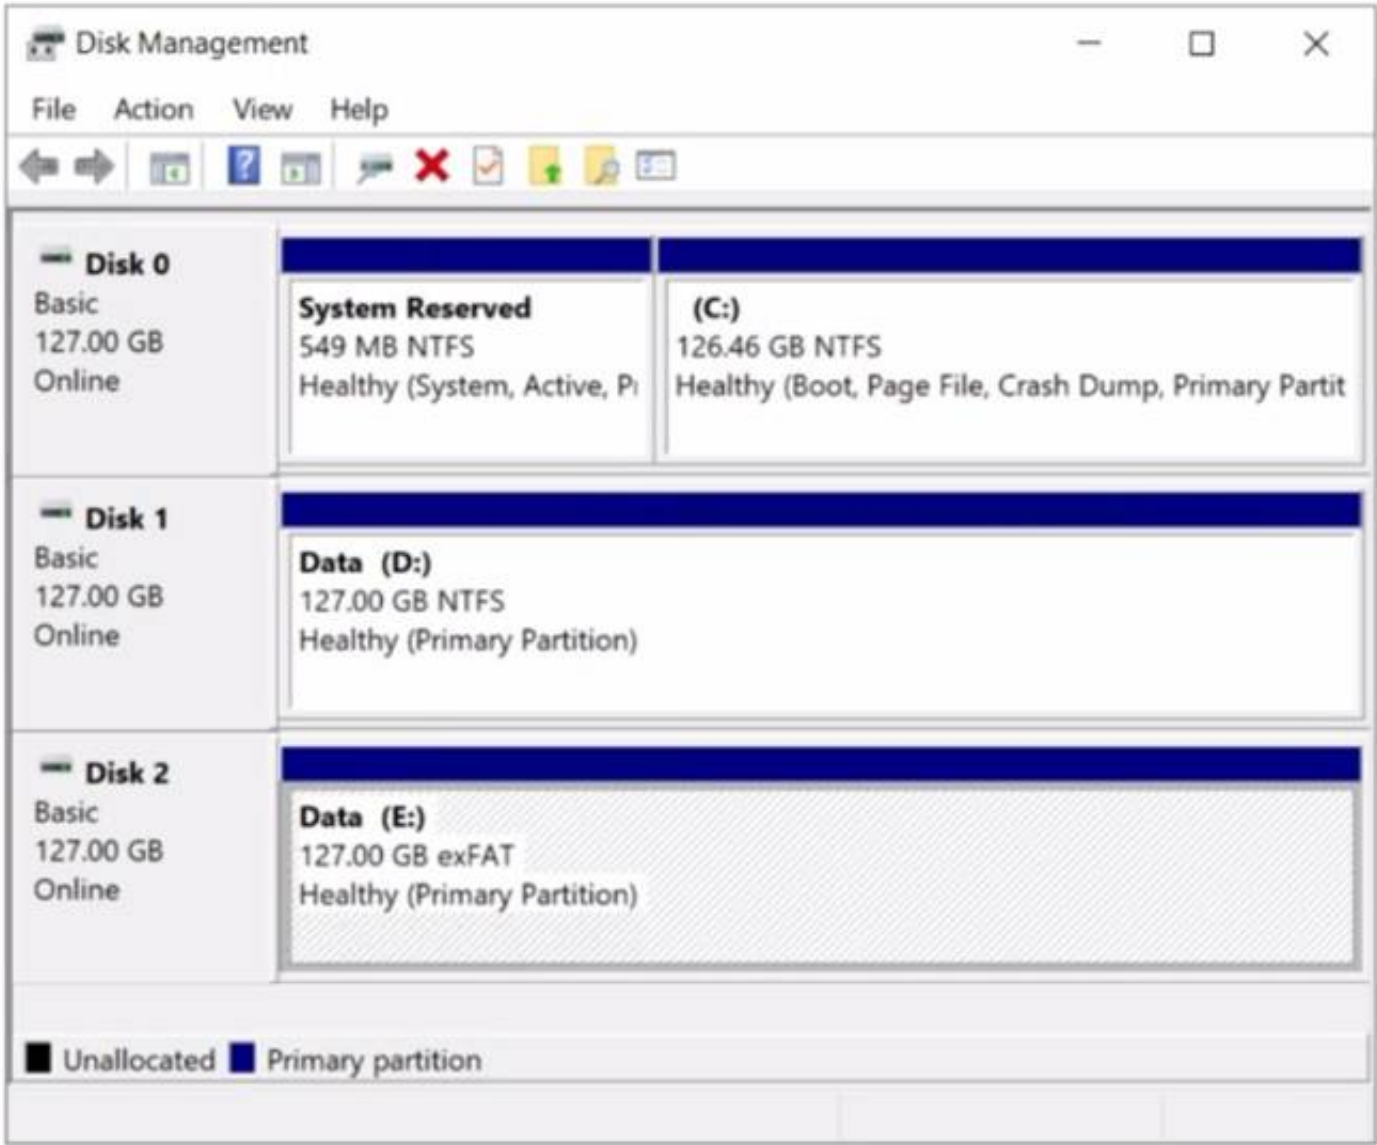 Disk Management
File Action View Help
Disk 0
Basic
127.00 GB
Online
System Reserved
549 MB NTFS
Healthy (System, Active, Pr
(C:)
126.46 GB NTFS
Healthy (Boot, Page File, Crash Dump, Primary Partit
Disk 1
Basic
127.00 GB
Online
Data (D:)
127.00 GB NTFS
Healthy (Primary Partition)
Disk 2
Basic
127.00 GB
Online
Data (E:)
127.00 GB exFAT
Healthy (Primary Partition)
Unallocated Primary partition